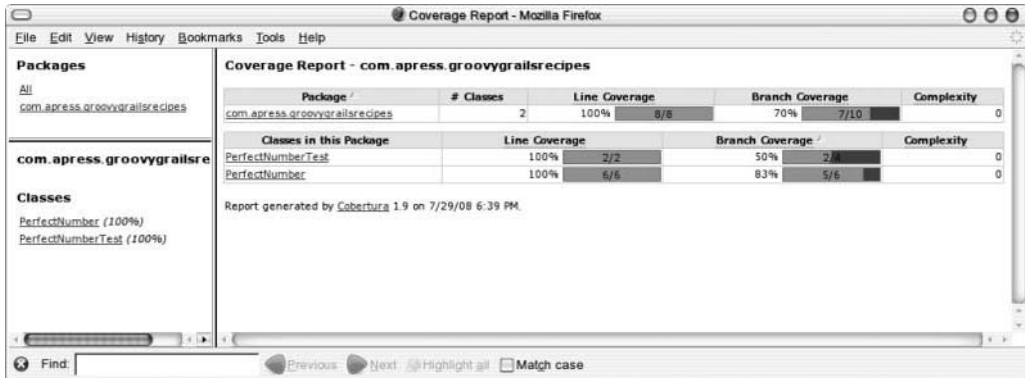 Coverage Report - Mozilla Firefox
File Edit View History Bookmarks Tools Help
Packages
All
com.apress.groovygrailsrecipes
com.apress.groovygrailsre
Classes
PerfectNumber (100%)
PerfectNumberTest (100%)
Coverage Report - com.apress.groovygrailsrecipes
Package # Classes Line Coverage Branch Coverage Complexity
com.apress.groovygrailsrecipes 2 100% 8/8 70% 7/10 0
Classes in this Package Line Coverage Branch Coverage Complexity
PerfectNumberTest 100% 2/2 50% 2/4 0
PerfectNumber 100% 6/6 83% 5/6 0
Report generated by Cobertura 1.9 on 7/29/08 6:39 PM.
Find: Previous Next Highlight all Match case